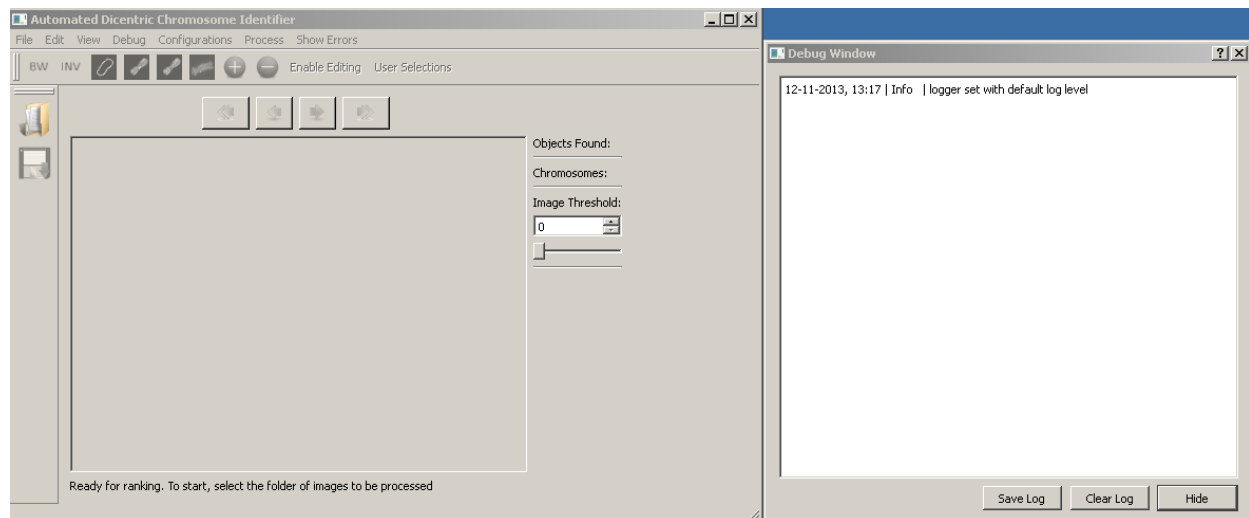 Automated Dicentric Chromosome Identifier
File Edit View Debug Configurations Process Show Errors
BW INV Enable Editing User Selections
Objects Found:
Chromosomes:
Image Threshold:
0
Ready for ranking. To start, select the folder of images to be processed
Debug Window
12-11-2013, 13:17 | Info | logger set with default log level
Save Log Clear Log Hide